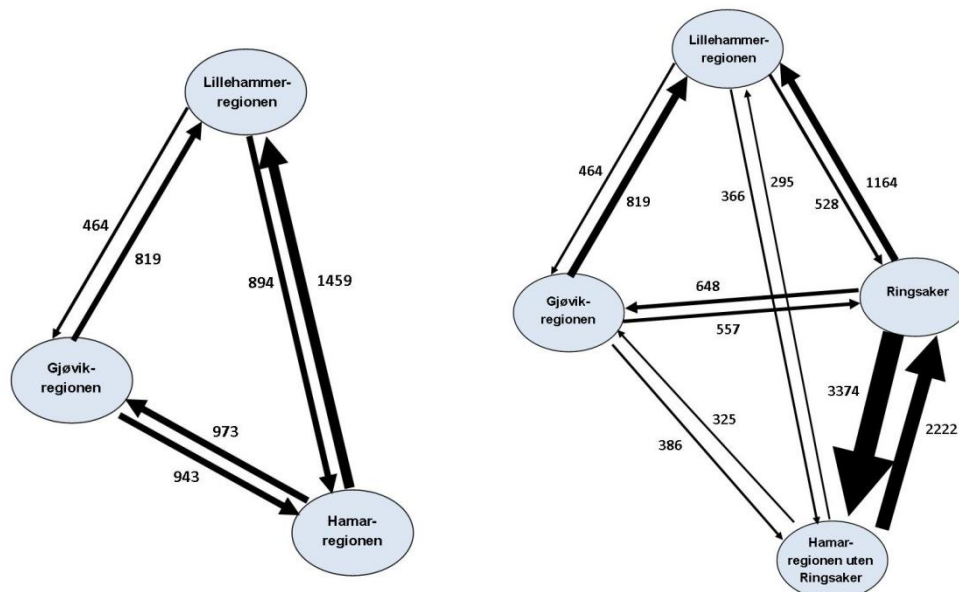 Lillehammer-
regionen
464
819
894
1459
Gjøvik-
regionen
973
943
Hamar-
regionen
Lillehammer-
regionen
464
819
366
295
528
1164
Gjøvik-
regionen
648
557
Ringsaker
325
386
3374
2222
Hamar-
regionen uten
Ringsaker